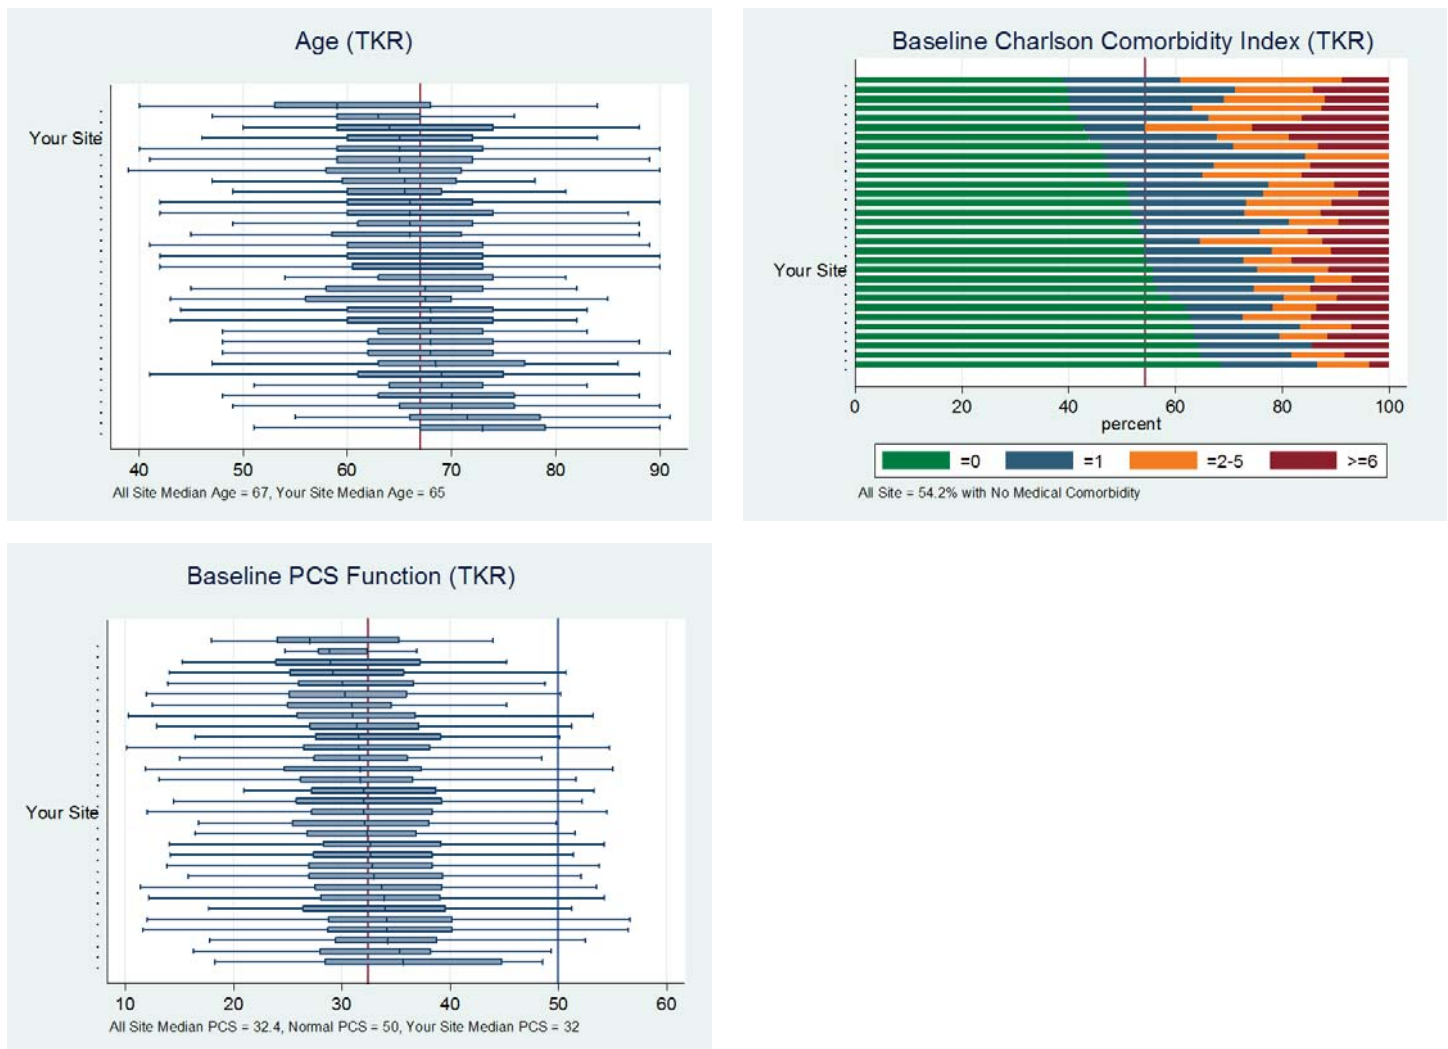 Age (TKR)
Your Site
40 50 60 70 80 90
All Site Median Age = 67, Your Site Median Age = 65
Baseline Charlson Comorbidity Index (TKR)
Your Site
0 20 40 60 80 100
percent
=0 =1 =2-5 >=6
All Site = 54.2% with No Medical Comorbidity
Baseline PCS Function (TKR)
Your Site
10 20 30 40 50 60
All Site Median PCS = 32.4, Normal PCS = 50, Your Site Median PCS = 32